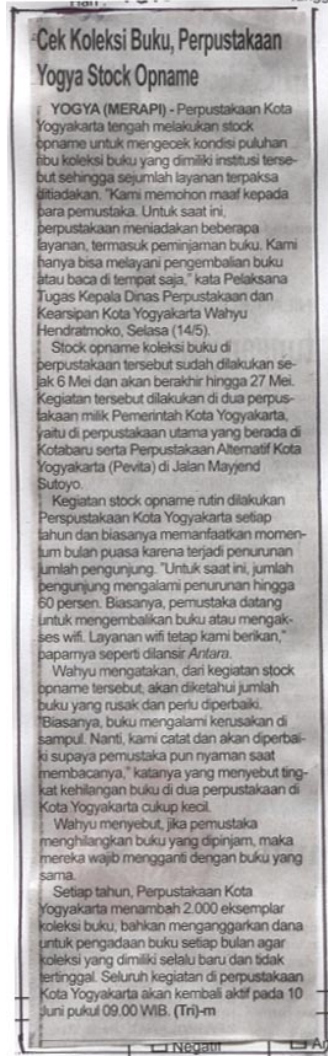 Cek Koleksi Buku, Perpustakaan
Yogya Stock Opname
YOGYA (MERAPI) - Perpustakaan Kota
Yogyakarta tengah melakukan stock
opname untuk mengecek kondisi puluhan
ribu koleksi buku yang dimiliki institusi terse-
but sehingga sejumlah layanan terpaksa
ditiadakan. "Kami memohon maaf kepada
para pemustaka. Untuk saat ini,
perpustakaan meniadakan beberapa
layanan, termasuk peminjaman buku. Kami
hanya bisa melayani pengembalian buku
atau baca di tempat saja," kata Pelaksana
Tugas Kepala Dinas Perpustakaan dan
Kearsipan Kota Yogyakarta Wahyu
Hendratmoko, Selasa (14/5).
Stock opname koleksi buku di
perpustakaan tersebut sudah dilakukan se-
jak 6 Mei dan akan berakhir hingga 27 Mei.
Kegiatan tersebut dilakukan di dua perpus-
takaan milik Pemerintah Kota Yogyakarta,
yaitu di perpustakaan utama yang berada di
Kotabaru serta Perpustakaan Alternatif Kota
Yogyakarta (Pevita) di Jalan Mayjend
Sutoyo.
Kegiatan stock opname rutin dilakukan
Perspustakaan Kota Yogyakarta setiap
tahun dan biasanya memanfaatkan momen-
tum bulan puasa karena terjadi penurunan
jumlah pengunjung. "Untuk saat ini, jumlah
pengunjung mengalami penurunan hingga
60 persen. Biasanya, pemustaka datang
untuk mengembalikan buku atau mengak-
ses wifi. Layanan wifi tetap kami berikan,"
paparnya seperti dilansir Antara.
Wahyu mengatakan, dari kegiatan stock
opname tersebut, akan diketahui jumlah
buku yang rusak dan perlu diperbaiki.
"Biasanya, buku mengalami kerusakan di
sampul. Nanti, kami catat dan akan diperbai-
ki supaya pemustaka pun nyaman saat
membacanya," katanya yang menyebut ting-
kat kehilangan buku di dua perpustakaan di
Kota Yogyakarta cukup kecil.
Wahyu menyebut, jika pemustaka
menghilangkan buku yang dipinjam, maka
mereka wajib mengganti dengan buku yang
sama.
Setiap tahun, Perpustakaan Kota
Yogyakarta menambah 2.000 eksemplar
koleksi buku, bahkan menganggarkan dana
untuk pengadaan buku setiap bulan agar
koleksi yang dimiliki selalu baru dan tidak
tertinggal. Seluruh kegiatan di perpustakaan
Kota Yogyakarta akan kembali aktif pada 10
Juni pukul 09.00 WIB. (Tri)-m
Negatif